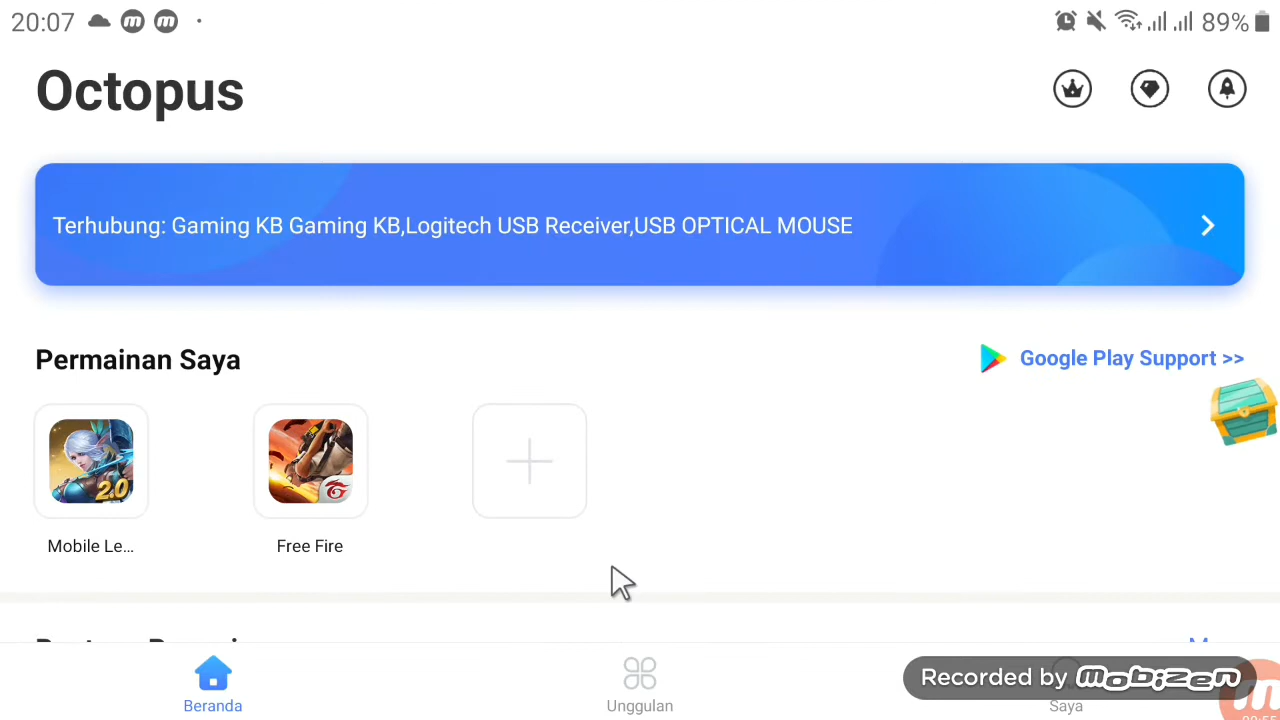 20:07
89%
Octopus
Terhubung: Gaming KB Gaming KB,Logitech USB Receiver,USB OPTICAL MOUSE
Permainan Saya
Google Play Support >>
2.0
Mobile Le...
Free Fire
Recorded by mobizen
Beranda
Unggulan
Saya